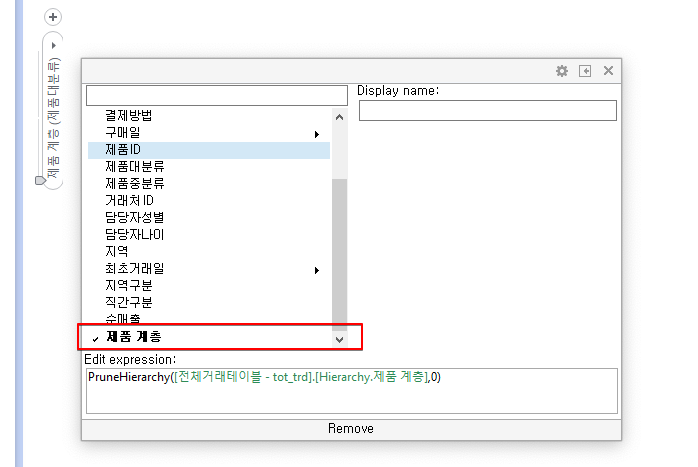 제품 계층 (제품대분류)
Display name:
결제방법
구매일
제품ID
제품대분류
제품중분류
거래처ID
담당자성별
담당자나이
지역
최초거래일
지역구분
직간구분
순매출
제품 계층
Edit expression:
PruneHierarchy([전체거래테이블 - tot_trd].[Hierarchy.제품 계층],0)
Remove